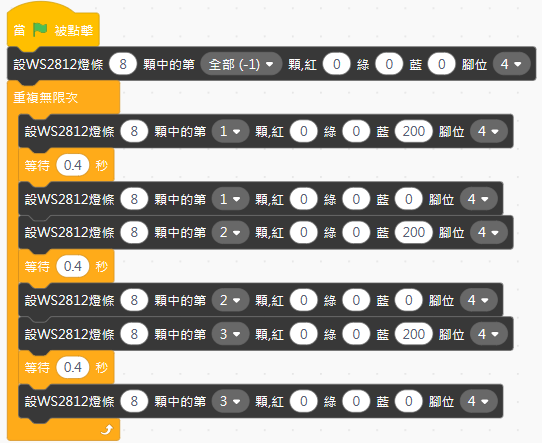 當 被點擊
設WS2812燈條 8 顆中的第 全部 (-1) 顆,紅 0 綠 0 藍 0 腳位 4
重複無限次
設WS2812燈條 8 顆中的第 1 顆,紅 0 綠 0 藍 200 腳位 4
等待 0.4 秒
設WS2812燈條 8 顆中的第 1 顆,紅 0 綠 0 藍 0 腳位 4
設WS2812燈條 8 顆中的第 2 顆,紅 0 綠 0 藍 200 腳位 4
等待 0.4 秒
設WS2812燈條 8 顆中的第 2 顆,紅 0 綠 0 藍 0 腳位 4
設WS2812燈條 8 顆中的第 3 顆,紅 0 綠 0 藍 200 腳位 4
等待 0.4 秒
設WS2812燈條 8 顆中的第 3 顆,紅 0 綠 0 藍 0 腳位 4